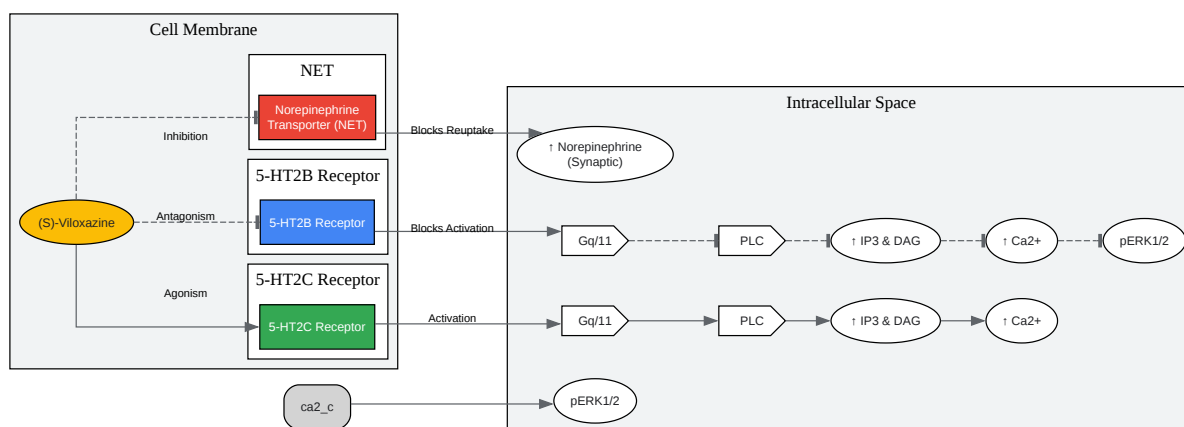 Cell Membrane
NET
Norepinephrine
Transporter (NET)
Inhibition
Blocks Reuptake
Intracellular Space
↑ Norepinephrine
(Synaptic)
5-HT2B Receptor
(S)-Viloxazine
Antagonism
5-HT2B Receptor
Blocks Activation
Gq/11
PLC
↑ IP3 & DAG
↑ Ca2+
pERK1/2
5-HT2C Receptor
Agonism
5-HT2C Receptor
Activation
Gq/11
PLC
↑ IP3 & DAG
↑ Ca2+
ca2_c
pERK1/2